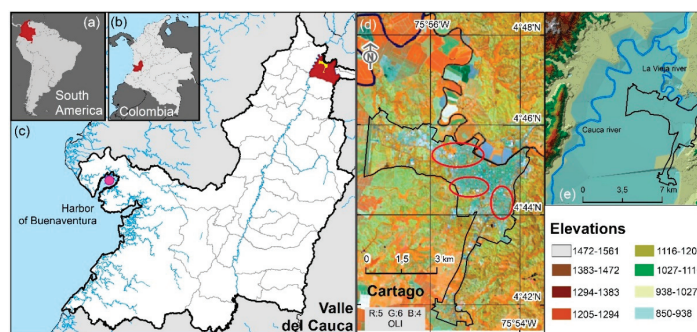 (a)
South
America
(b)
Colombia
(c)
Harbor
of Buenaventura
Valle
del Cauca
(d)
N
75°56'W
4°48'N
4°46'N
4°44'N
4°42'N
75°54'W
0 1,5 3 km
Cartago
R:5 G:6 B:4
OLI
La Vieja river
Cauca river
(e)
0 3,5 7 km
Elevations
1472-1561
1383-1472
1294-1383
1205-1294
1116-120
1027-111
938-1027
850-938